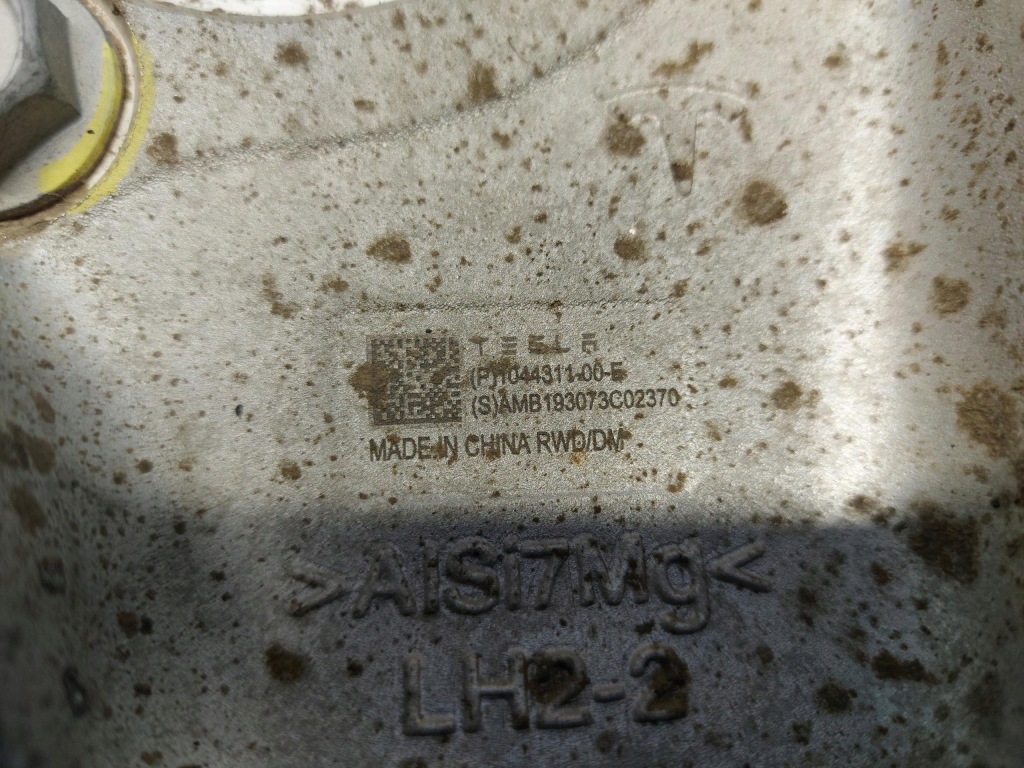 TESLA
(P)1044311-00-E
(S)AMB193073C02370
MADE IN CHINA RWD/DM
>AlSi7Mg<
LH2-2